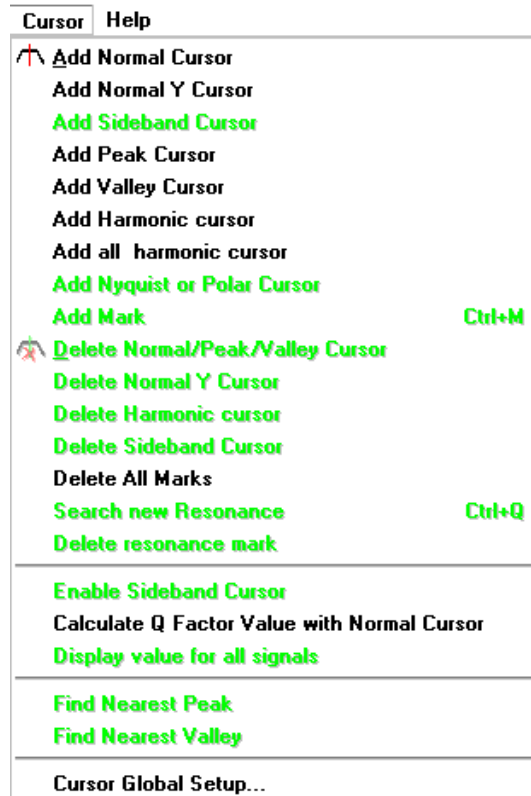 Cursor Help
Add Normal Cursor
Add Normal Y Cursor
Add Sideband Cursor
Add Peak Cursor
Add Valley Cursor
Add Harmonic cursor
Add all harmonic cursor
Add Nyquist or Polar Cursor
Add Mark Ctrl+M
Delete Normal/Peak/Valley Cursor
Delete Normal Y Cursor
Delete Harmonic cursor
Delete Sideband Cursor
Delete All Marks
Search new Resonance Ctrl+Q
Delete resonance mark
Enable Sideband Cursor
Calculate Q Factor Value with Normal Cursor
Display value for all signals
Find Nearest Peak
Find Nearest Valley
Cursor Global Setup...